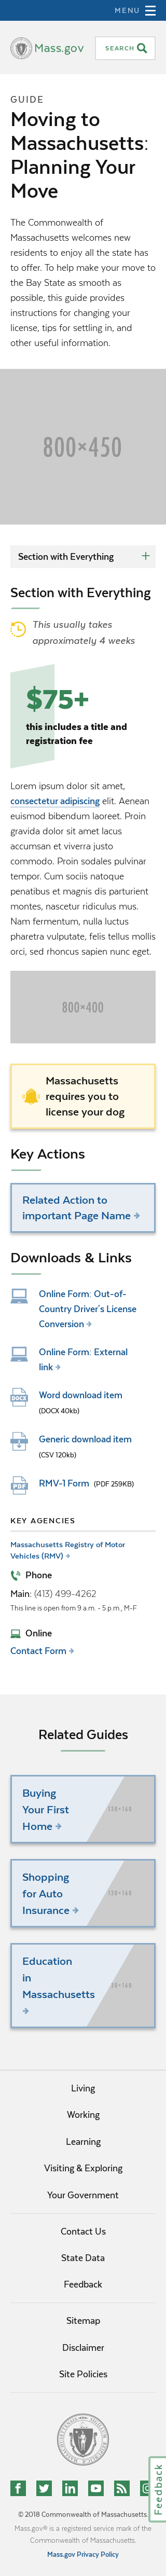 MENU
Mass.gov
SEARCH
GUIDE
Moving to
Massachusetts:
Planning Your
Move
The Commonwealth of
Massachusetts welcomes new
residents to enjoy all the state has
to offer. To help make your move to
the Bay State as smooth as
possible, this guide provides
instructions for changing your
license, tips for settling in, and
other useful information.
800×450
Section with Everything
Section with Everything
This usually takes
approximately 4 weeks
$75+
this includes a title and
registration fee
Lorem ipsum dolor sit amet,
consectetur adipiscing elit. Aenean
euismod bibendum laoreet. Proin
gravida dolor sit amet lacus
accumsan et viverra justo
commodo. Proin sodales pulvinar
tempor. Cum sociis natoque
penatibus et magnis dis parturient
montes, nascetur ridiculus mus.
Nam fermentum, nulla luctus
pharetra vulputate, felis tellus mollis
orci, sed rhoncus sapien nunc eget.
800×400
Massachusetts
requires you to
license your dog
Key Actions
Related Action to
important Page Name
Downloads & Links
Online Form: Out-of-
Country Driver's License
Conversion
Online Form: External
link
DOCX
Word download item
(DOCX 40kb)
Generic download item
(CSV 120kb)
PDF
RMV-1 Form (PDF 259KB)
KEY AGENCIES
Massachusetts Registry of Motor
Vehicles (RMV)
Phone
Main: (413) 499-4262
This line is open from 9 a.m. - 5 p.m., M-F
Online
Contact Form
Related Guides
Buying
Your First
Home
130×160
Shopping
for Auto
Insurance
130×160
Education
in
Massachusetts
130×160
Living
Working
Learning
Visiting & Exploring
Your Government
Contact Us
State Data
Feedback
Sitemap
Disclaimer
Site Policies
Feedback
© 2018 Commonwealth of Massachusetts.
Mass.gov® is a registered service mark of the
Commonwealth of Massachusetts.
Mass.gov Privacy Policy